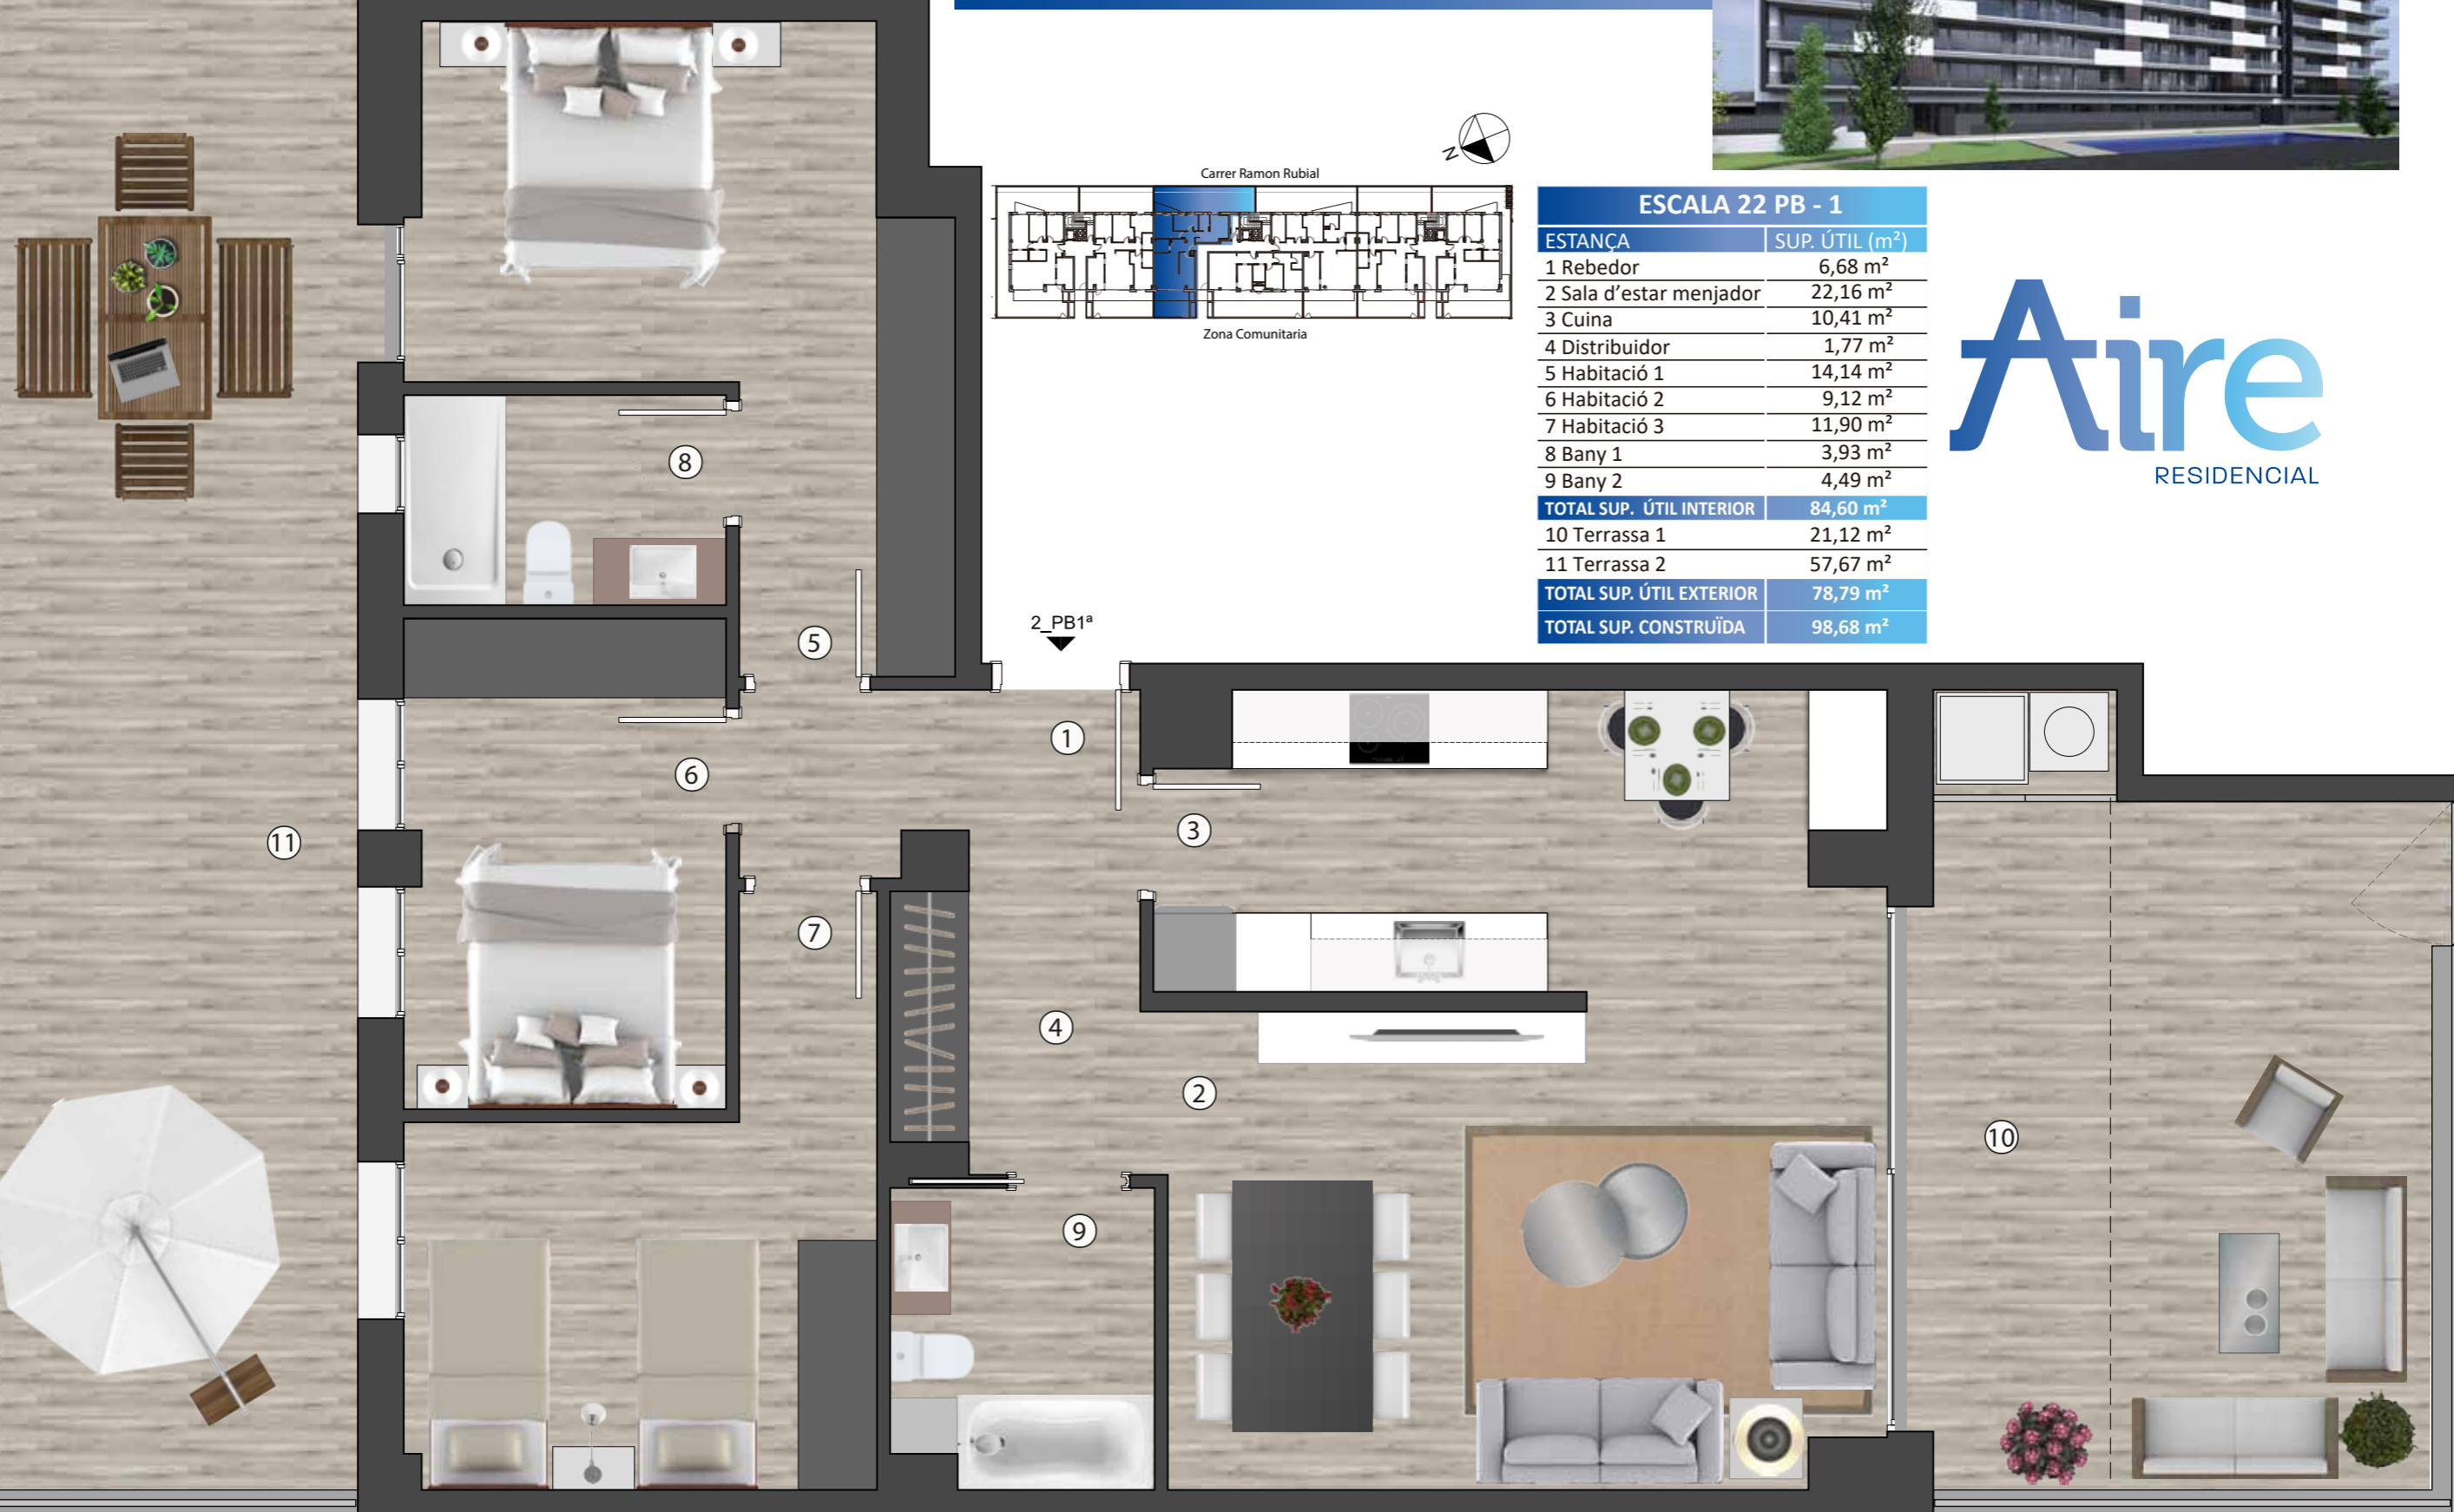 N
Carrer Ramon Rubial
Zona Comunitaria
ESCALA 22 PB - 1
ESTANÇA SUP. ÚTIL (m²)
1 Rebedor 6,68 m²
2 Sala d’estar menjador 22,16 m²
3 Cuina 10,41 m²
4 Distribuidor 1,77 m²
5 Habitació 1 14,14 m²
6 Habitació 2 9,12 m²
7 Habitació 3 11,90 m²
8 Bany 1 3,93 m²
9 Bany 2 4,49 m²
TOTAL SUP. ÚTIL INTERIOR 84,60 m²
10 Terrassa 1 21,12 m²
11 Terrassa 2 57,67 m²
TOTAL SUP. ÚTIL EXTERIOR 78,79 m²
TOTAL SUP. CONSTRUÏDA 98,68 m²
Aire
RESIDENCIAL
2_PB1ª
8
5
1
6
3
11
7
4
2
10
9